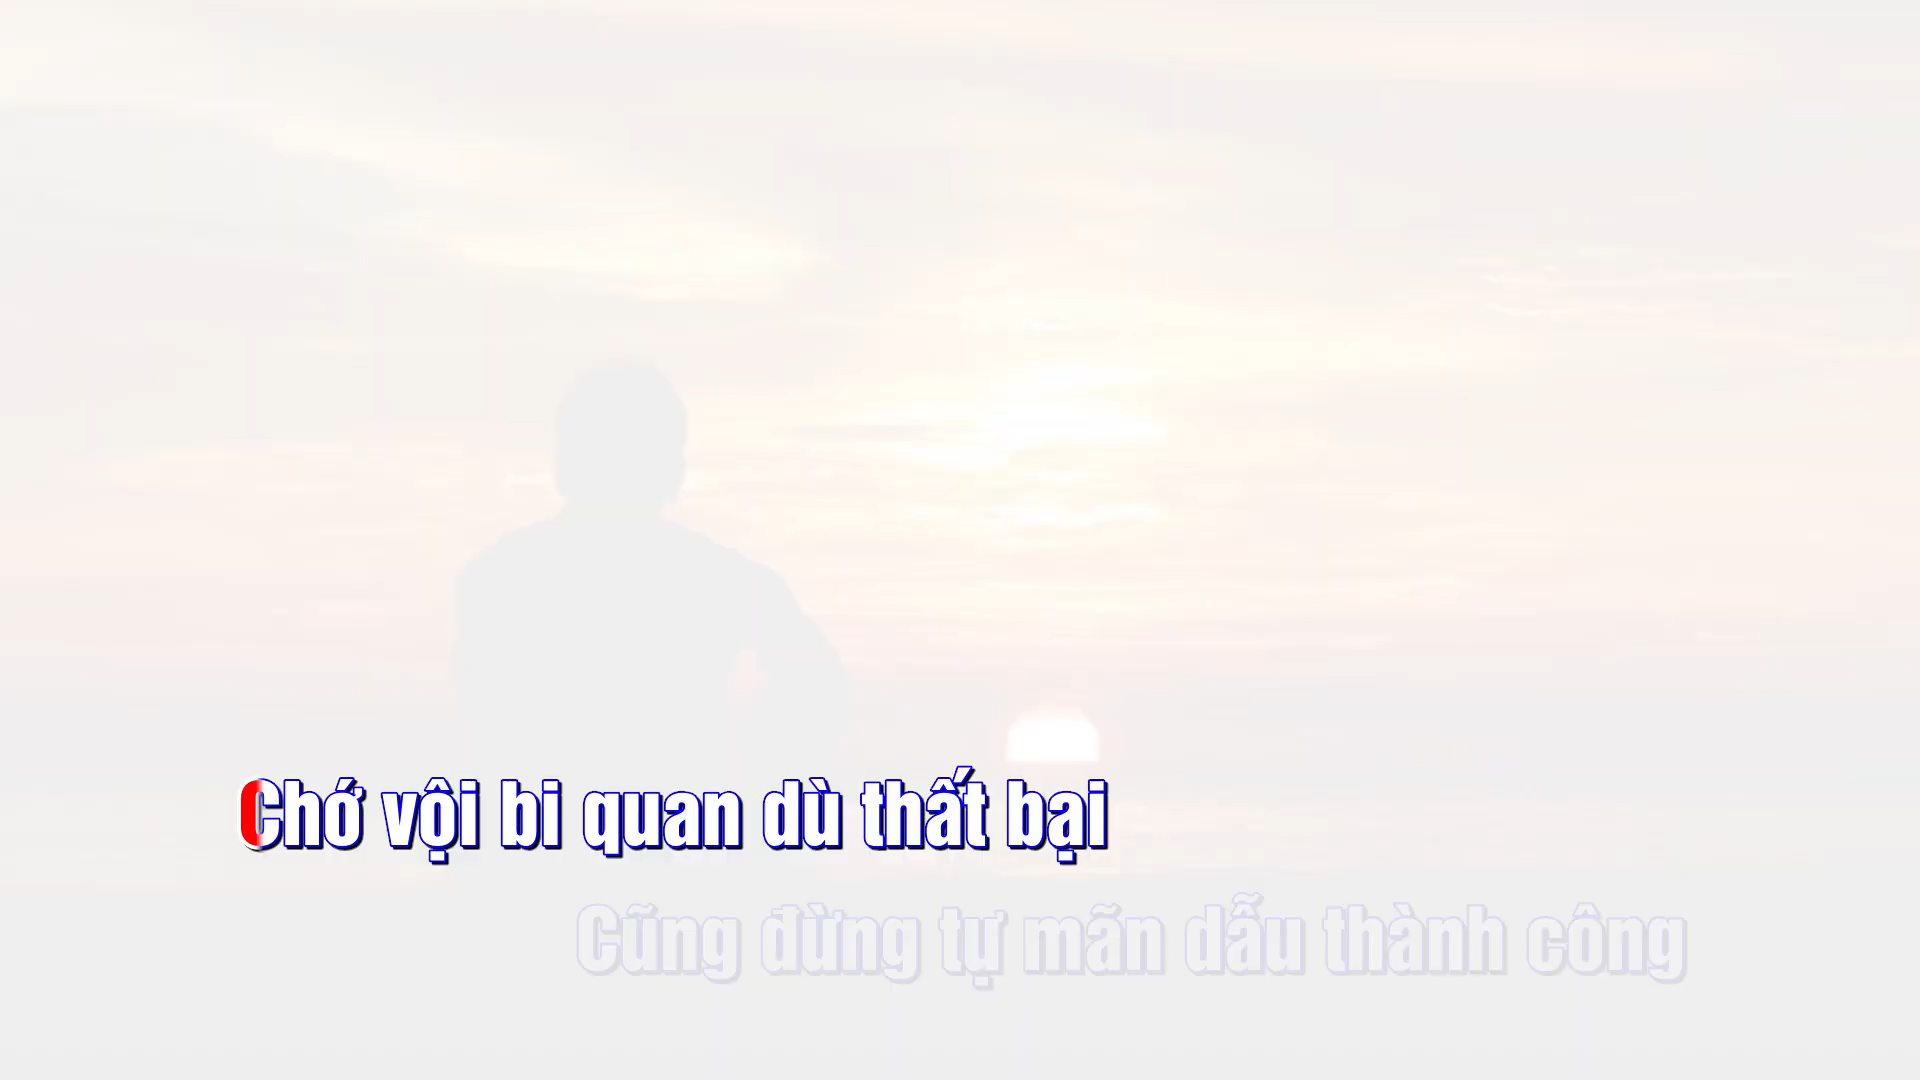 Chớ vội bi quan dù thất bại
Cũng đừng tự mãn dẫu thành công